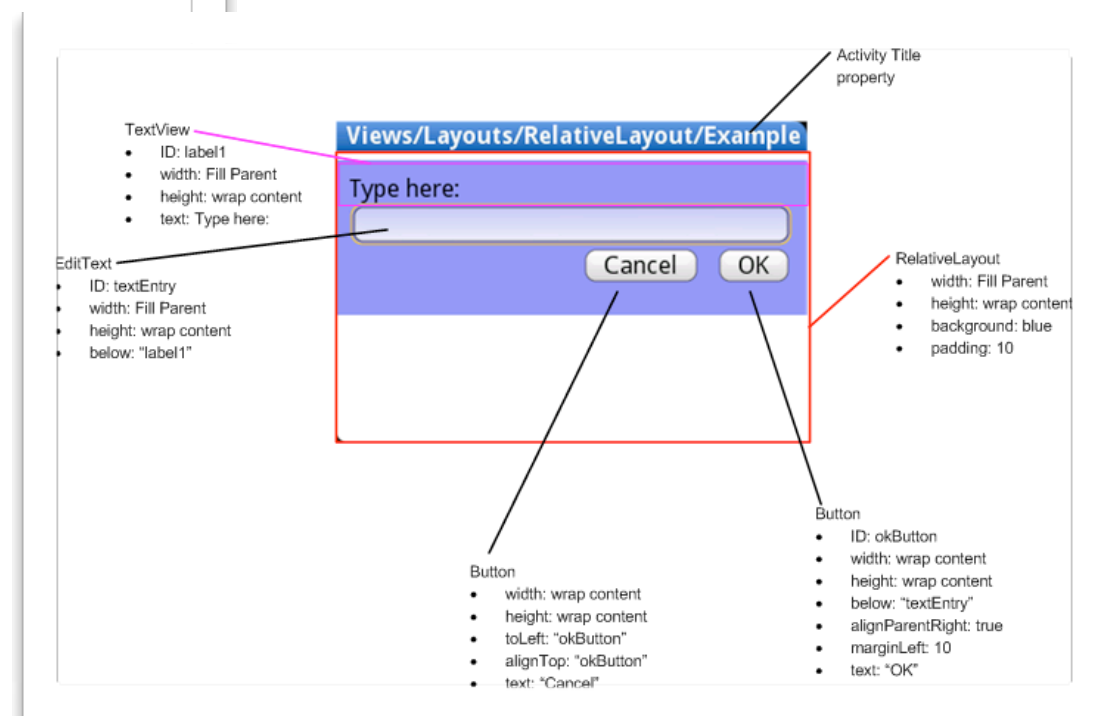 Activity Title
property
TextView
• ID: label1
• width: Fill Parent
• height: wrap content
• text: Type here:
Views/Layouts/RelativeLayout/Example
Type here:
Cancel
OK
EditText
• ID: textEntry
• width: Fill Parent
• height: wrap content
• below: “label1”
RelativeLayout
• width: Fill Parent
• height: wrap content
• background: blue
• padding: 10
Button
• width: wrap content
• height: wrap content
• toLeft: “okButton”
• alignTop: “okButton”
• text: “Cancel”
Button
• ID: okButton
• width: wrap content
• height: wrap content
• below: “textEntry”
• alignParentRight: true
• marginLeft: 10
• text: “OK”